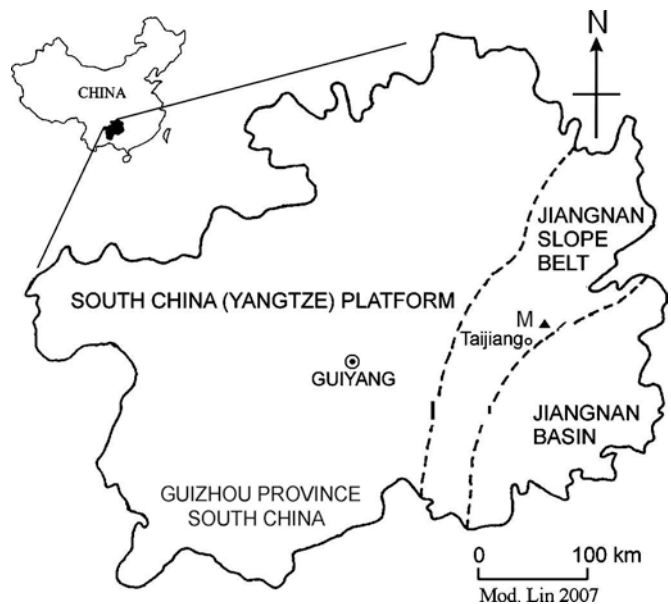 CHINA
N
JIANGNAN
SLOPE
BELT
SOUTH CHINA (YANGTZE) PLATFORM
M
Taijiang
GUIYANG
JIANGNAN
BASIN
GUIZHOU PROVINCE
SOUTH CHINA
0 100 km
Mod. Lin 2007